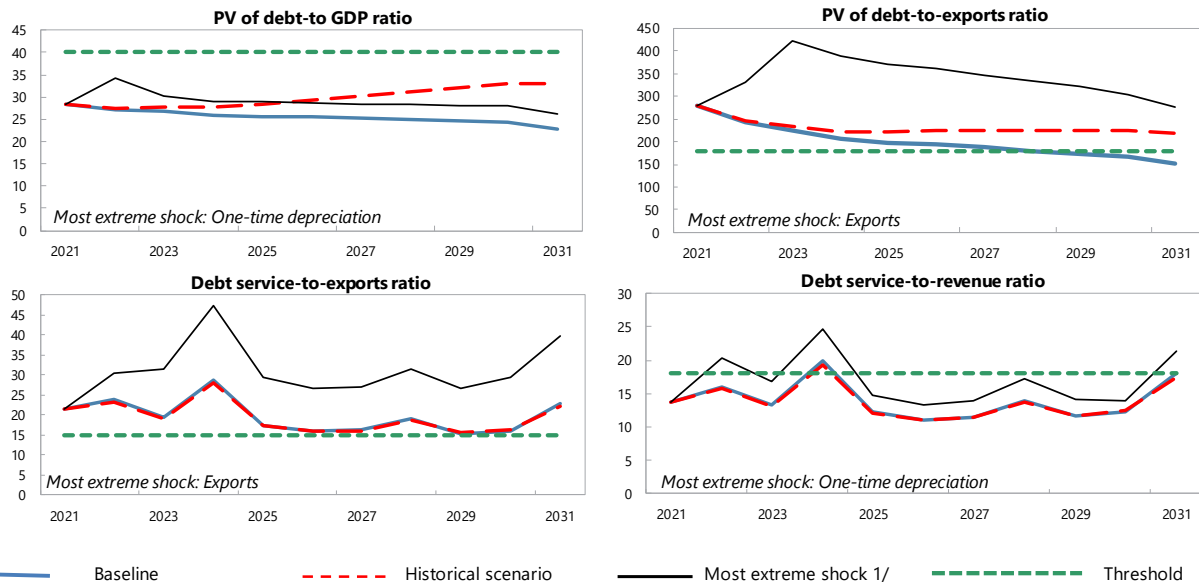 PV of debt-to GDP ratio
45
40
35
30
25
20
15
10
5
0
Most extreme shock: One-time depreciation
2021 2023 2025 2027 2029 2031
PV of debt-to-exports ratio
450
400
350
300
250
200
150
100
50
0
Most extreme shock: Exports
2021 2023 2025 2027 2029 2031
Debt service-to-exports ratio
50
45
40
35
30
25
20
15
10
5
0
Most extreme shock: Exports
2021 2023 2025 2027 2029 2031
Debt service-to-revenue ratio
30
25
20
15
10
5
0
Most extreme shock: One-time depreciation
2021 2023 2025 2027 2029 2031
Baseline Historical scenario Most extreme shock 1/ Threshold